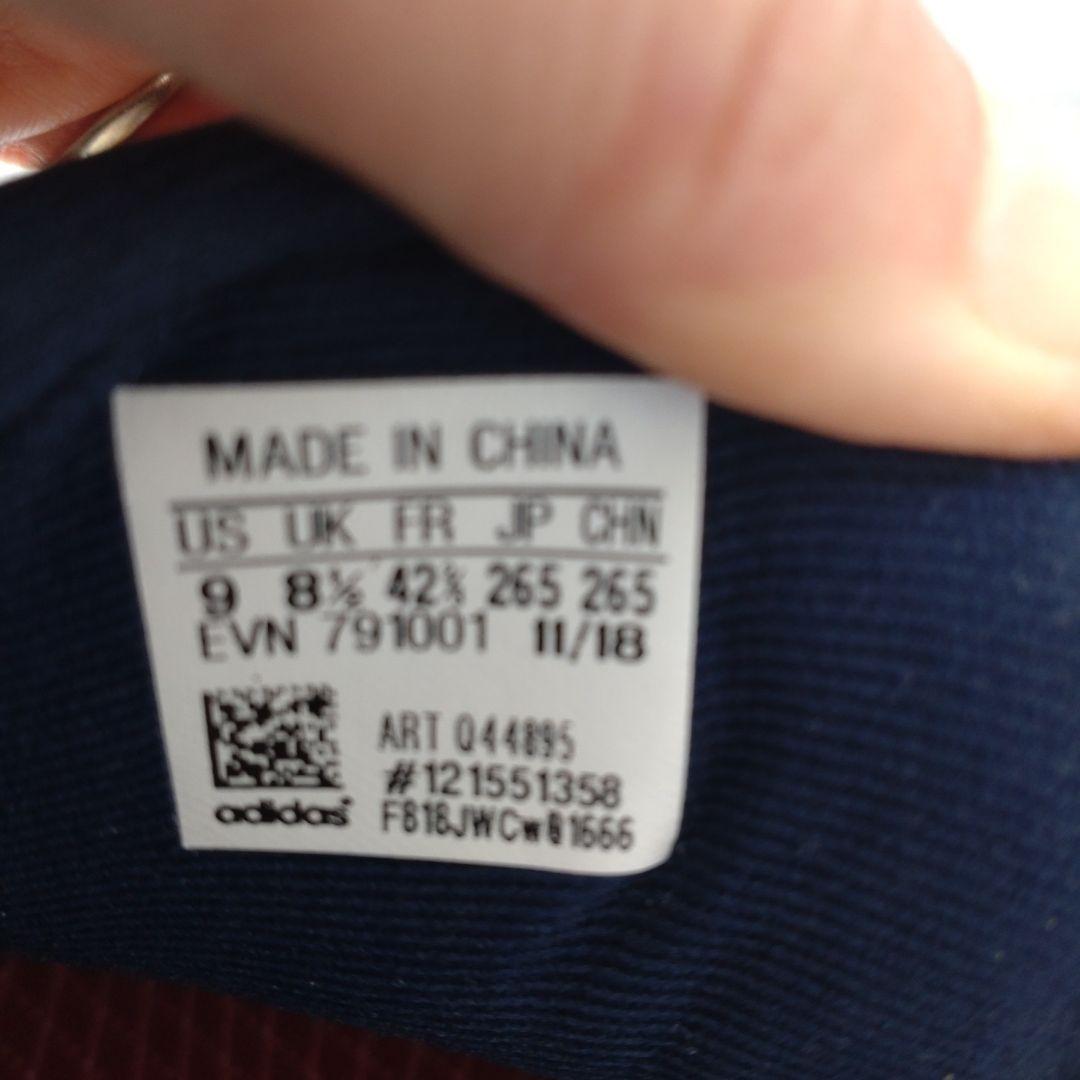 MADE IN CHINA
US UK FR JP CHN
9 8½ 42⅔ 265 265
EVN 791001 11/18
ART Q44895
#121551358
adidas®
F818JWCw01666